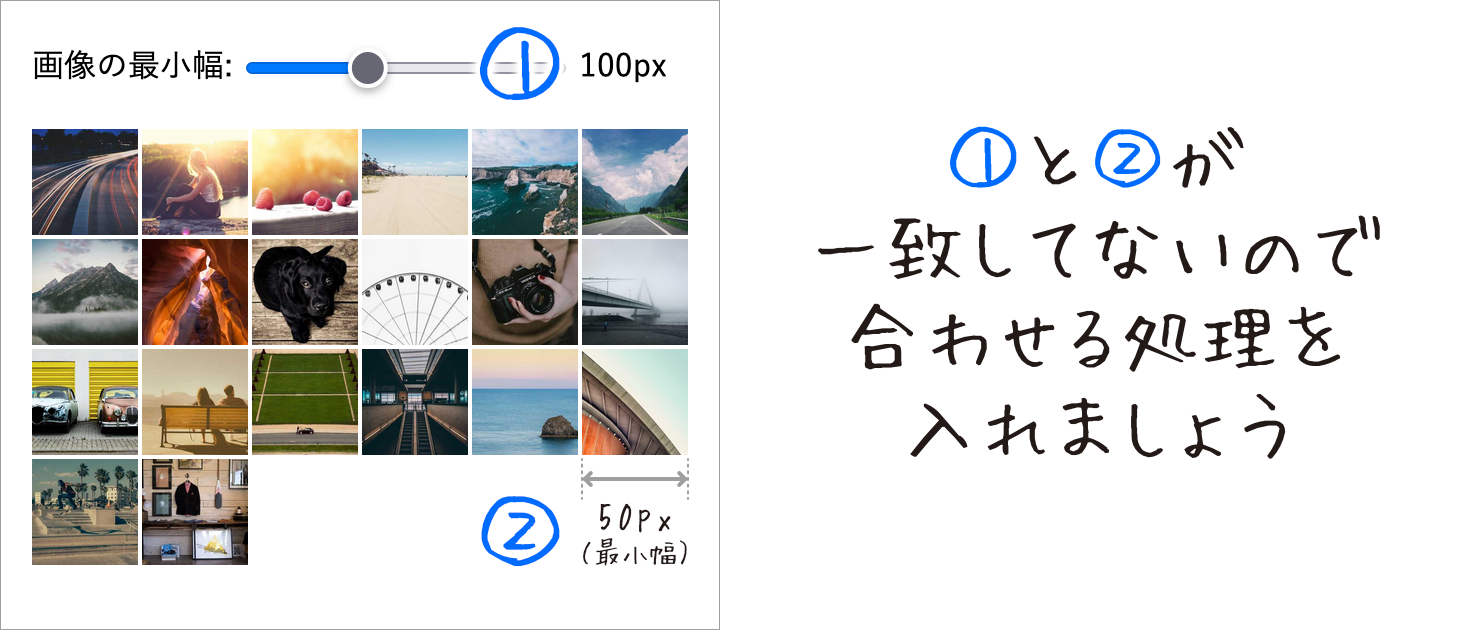 画像の最小幅: ① 100px
② 50px
(最小幅)
①と②が
一致してないので
合わせる処理を
入れましょう